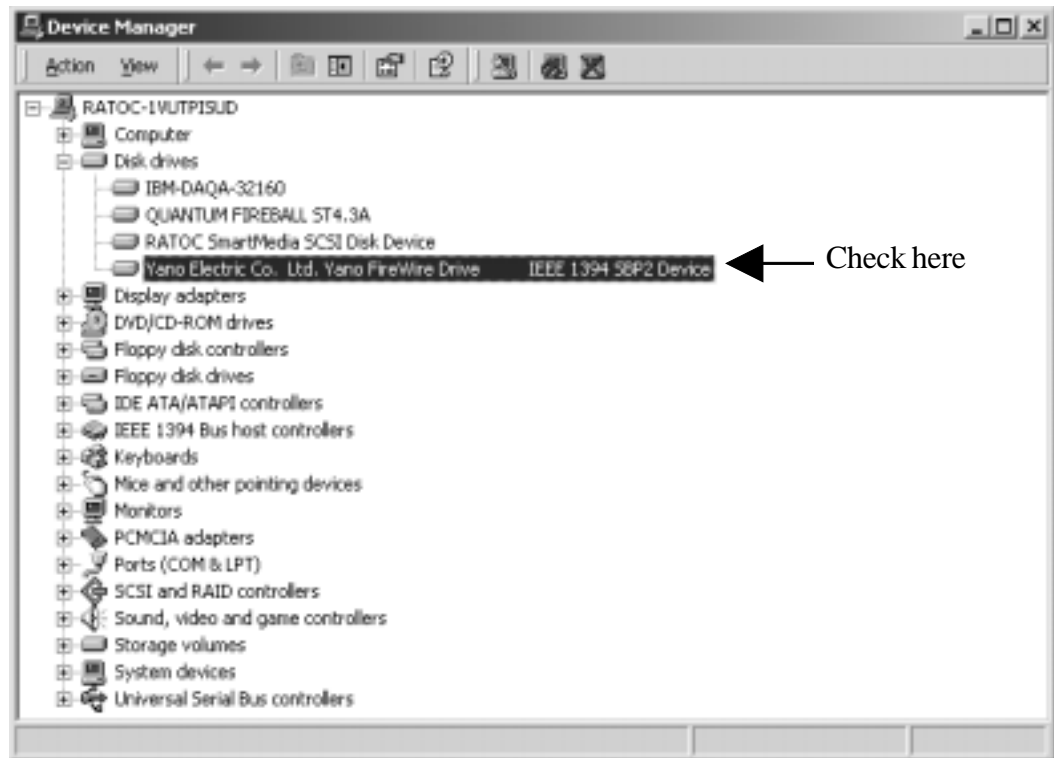 Device Manager
Action View
RATOC-1VUTPISUD
Computer
Disk drives
IBM-DAQA-32160
QUANTUM FIREBALL ST4.3A
RATOC SmartMedia SCSI Disk Device
Yano Electric Co. Ltd. Yano FireWire Drive IEEE 1394 SBP2 Device
Check here
Display adapters
DVD/CD-ROM drives
Floppy disk controllers
Floppy disk drives
IDE ATA/ATAPI controllers
IEEE 1394 Bus host controllers
Keyboards
Mice and other pointing devices
Monitors
PCMCIA adapters
Ports (COM & LPT)
SCSI and RAID controllers
Sound, video and game controllers
Storage volumes
System devices
Universal Serial Bus controllers